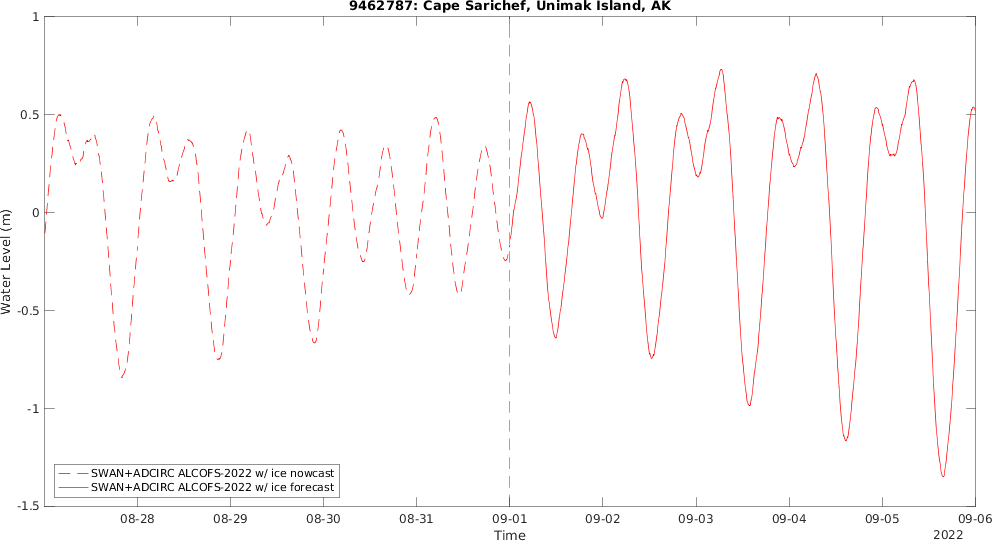 9462787: Cape Sarichef, Unimak Island, AK
1
0.5
0
-0.5
-1
-1.5
Water Level (m)
SWAN+ADCIRC ALCOFS-2022 w/ ice nowcast
SWAN+ADCIRC ALCOFS-2022 w/ ice forecast
08-28 08-29 08-30 08-31 09-01 09-02 09-03 09-04 09-05 09-06
Time
2022